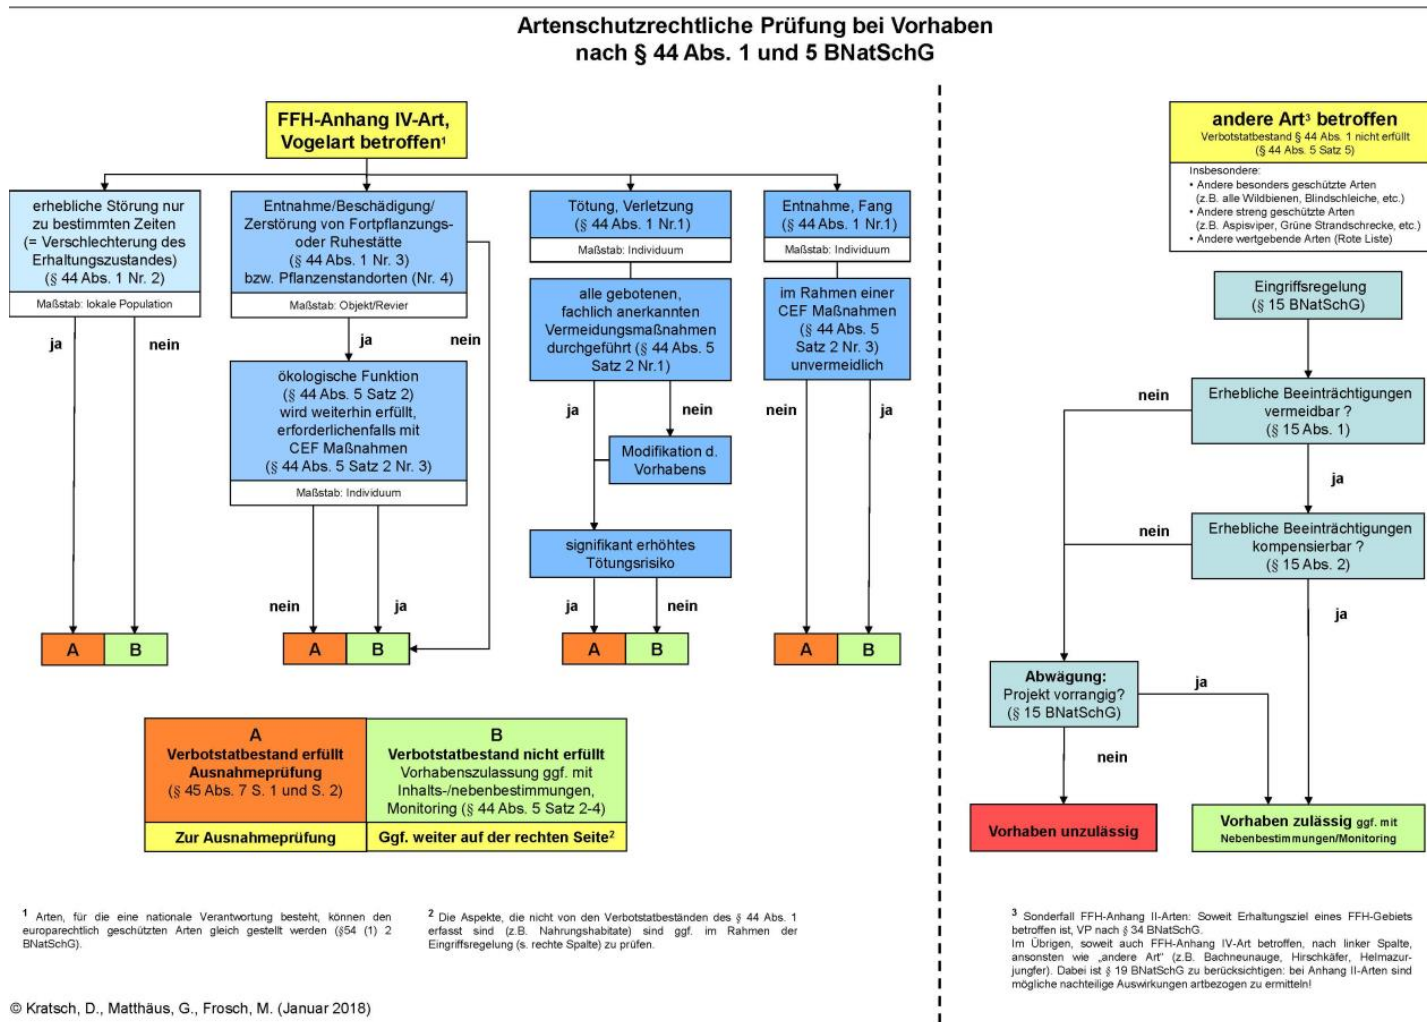 Artenschutzrechtliche Prüfung bei Vorhaben
nach § 44 Abs. 1 und 5 BNatSchG
FFH-Anhang IV-Art,
Vogelart betroffen¹
erhebliche Störung nur
zu bestimmten Zeiten
(= Verschlechterung des
Erhaltungszustandes)
(§ 44 Abs. 1 Nr. 2)
Maßstab: lokale Population
ja
nein
A
B
Entnahme/Beschädigung/
Zerstörung von Fortpflanzungs-
oder Ruhestätte
(§ 44 Abs. 1 Nr. 3)
bzw. Pflanzenstandorten (Nr. 4)
Maßstab: Objekt/Revier
ja
nein
ökologische Funktion
(§ 44 Abs. 5 Satz 2)
wird weiterhin erfüllt,
erforderlichenfalls mit
CEF Maßnahmen
(§ 44 Abs. 5 Satz 2 Nr. 3)
Maßstab: Individuum
nein
ja
A
B
Tötung, Verletzung
(§ 44 Abs. 1 Nr.1)
Maßstab: Individuum
alle gebotenen,
fachlich anerkannten
Vermeidungsmaßnahmen
durchgeführt (§ 44 Abs. 5
Satz 2 Nr.1)
ja
nein
Modifikation d.
Vorhabens
signifikant erhöhtes
Tötungsrisiko
ja
nein
A
B
Entnahme, Fang
(§ 44 Abs. 1 Nr.1)
Maßstab: Individuum
im Rahmen einer
CEF Maßnahmen
(§ 44 Abs. 5
Satz 2 Nr. 3)
unvermeidlich
nein
ja
A
B
A
Verbotstatbestand erfüllt
Ausnahmeprüfung
(§ 45 Abs. 7 S. 1 und S. 2)
Zur Ausnahmeprüfung
B
Verbotstatbestand nicht erfüllt
Vorhabenszulassung ggf. mit
Inhalts-/nebenbestimmungen,
Monitoring (§ 44 Abs. 5 Satz 2-4)
Ggf. weiter auf der rechten Seite²
¹ Arten, für die eine nationale Verantwortung besteht, können den
europarechtlich geschützten Arten gleich gestellt werden (§54 (1) 2
BNatSchG).
² Die Aspekte, die nicht von den Verbotstatbeständen des § 44 Abs. 1
erfasst sind (z.B. Nahrungshabitate) sind ggf. im Rahmen der
Eingriffsregelung (s. rechte Spalte) zu prüfen.
© Kratsch, D., Matthäus, G., Frosch, M. (Januar 2018)
andere Art³ betroffen
Verbotstatbestand § 44 Abs. 1 nicht erfüllt
(§ 44 Abs. 5 Satz 5)
Insbesondere:
• Andere besonders geschützte Arten
(z.B. alle Wildbienen, Blindschleiche, etc.)
• Andere streng geschützte Arten
(z.B. Aspisviper, Grüne Strandschrecke, etc.)
• Andere wertgebende Arten (Rote Liste)
Eingriffsregelung
(§ 15 BNatSchG)
Erhebliche Beeinträchtigungen
vermeidbar ?
(§ 15 Abs. 1)
nein
ja
Erhebliche Beeinträchtigungen
kompensierbar ?
(§ 15 Abs. 2)
nein
ja
Abwägung:
Projekt vorrangig?
(§ 15 BNatSchG)
ja
nein
Vorhaben unzulässig
Vorhaben zulässig ggf. mit
Nebenbestimmungen/Monitoring
³ Sonderfall FFH-Anhang II-Arten: Soweit Erhaltungsziel eines FFH-Gebiets
betroffen ist, VP nach § 34 BNatSchG.
Im Übrigen, soweit auch FFH-Anhang IV-Art betroffen, nach linker Spalte,
ansonsten wie „andere Art“ (z.B. Bachneunauge, Hirschkäfer, Helmazur-
jungfer). Dabei ist § 19 BNatSchG zu berücksichtigen: bei Anhang II-Arten sind
mögliche nachteilige Auswirkungen artbezogen zu ermitteln!